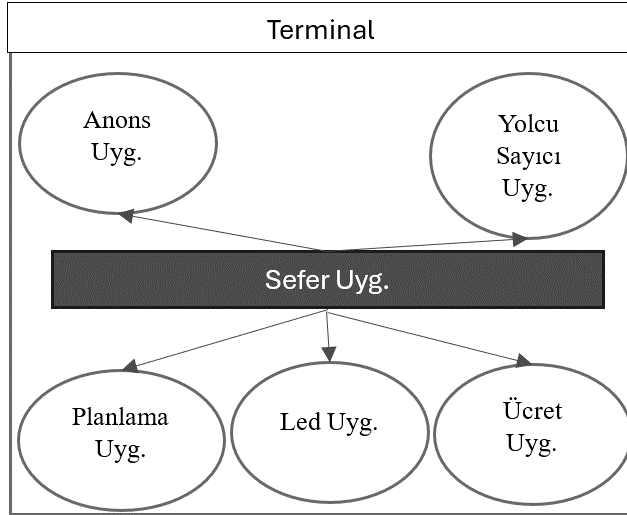 Terminal
Anons
Uyg.
Yolcu
Sayıcı
Uyg.
Sefer Uyg.
Planlama
Uyg.
Led Uyg.
Ücret
Uyg.